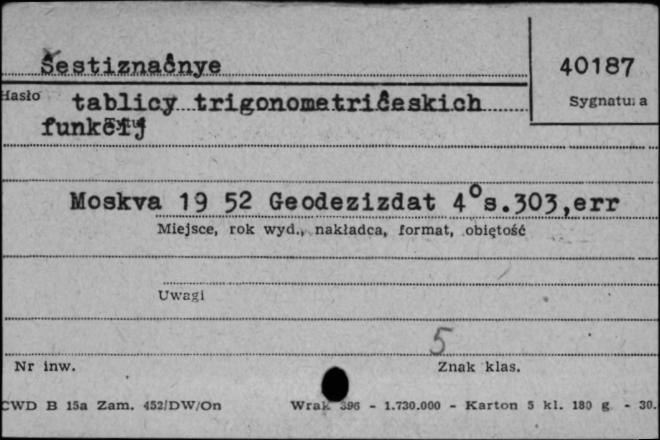 Šestiznačnye
40187
Hasło tablicy trigonometričeskich
Sygnatura
funkcij
Moskva 19 52 Geodezizdat 4° s.303,err
Miejsce, rok wyd., nakładca, format, objętość
Uwagi
5
Nr inw. Znak klas.
CWD B 15a Zam. 452/DW/On Wrak 396 - 1.730.000 - Karton 5 kl. 180 g - 30.